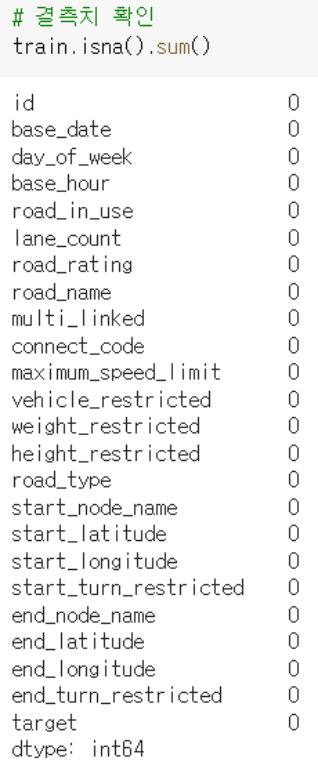 # 결측치 확인
train.isna().sum()
id 0
base_date 0
day_of_week 0
base_hour 0
road_in_use 0
lane_count 0
road_rating 0
road_name 0
multi_linked 0
connect_code 0
maximum_speed_limit 0
vehicle_restricted 0
weight_restricted 0
height_restricted 0
road_type 0
start_node_name 0
start_latitude 0
start_longitude 0
start_turn_restricted 0
end_node_name 0
end_latitude 0
end_longitude 0
end_turn_restricted 0
target 0
dtype: int64